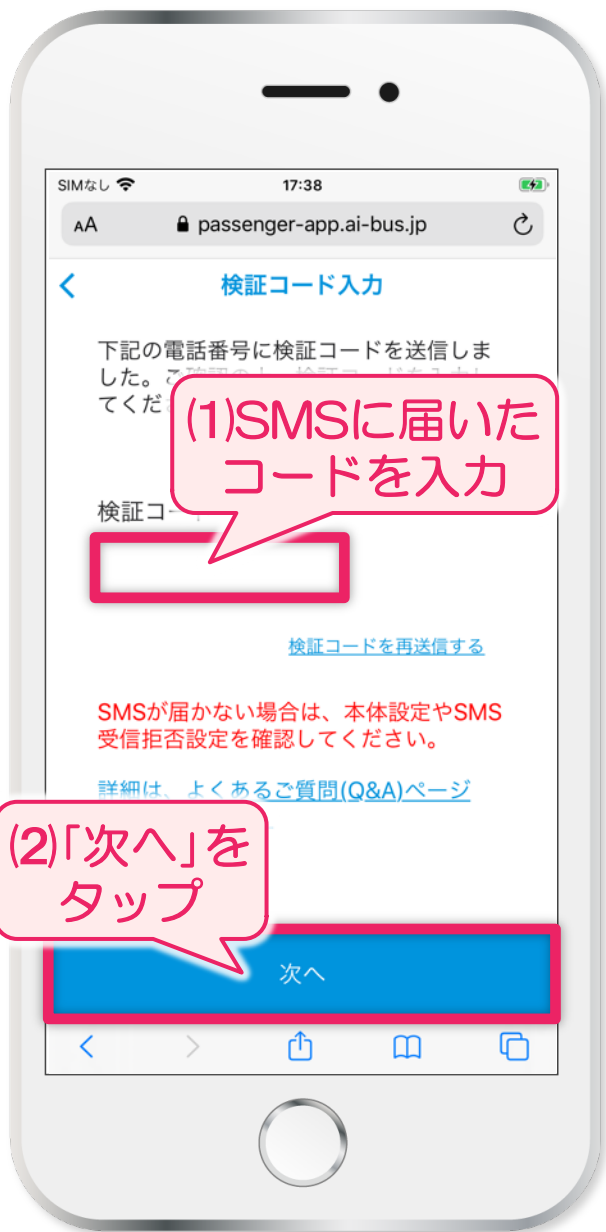 SIMなし 17:38
AA passenger-app.ai-bus.jp
検証コード入力
下記の電話番号に検証コードを送信しま
した。
てくだ
(1)SMSに届いた
コードを入力
検証コー
検証コードを再送信する
SMSが届かない場合は、本体設定やSMS
受信拒否設定を確認してください。
詳細は、よくあるご質問(Q&A)ページ
(2)「次へ」を
タップ
次へ